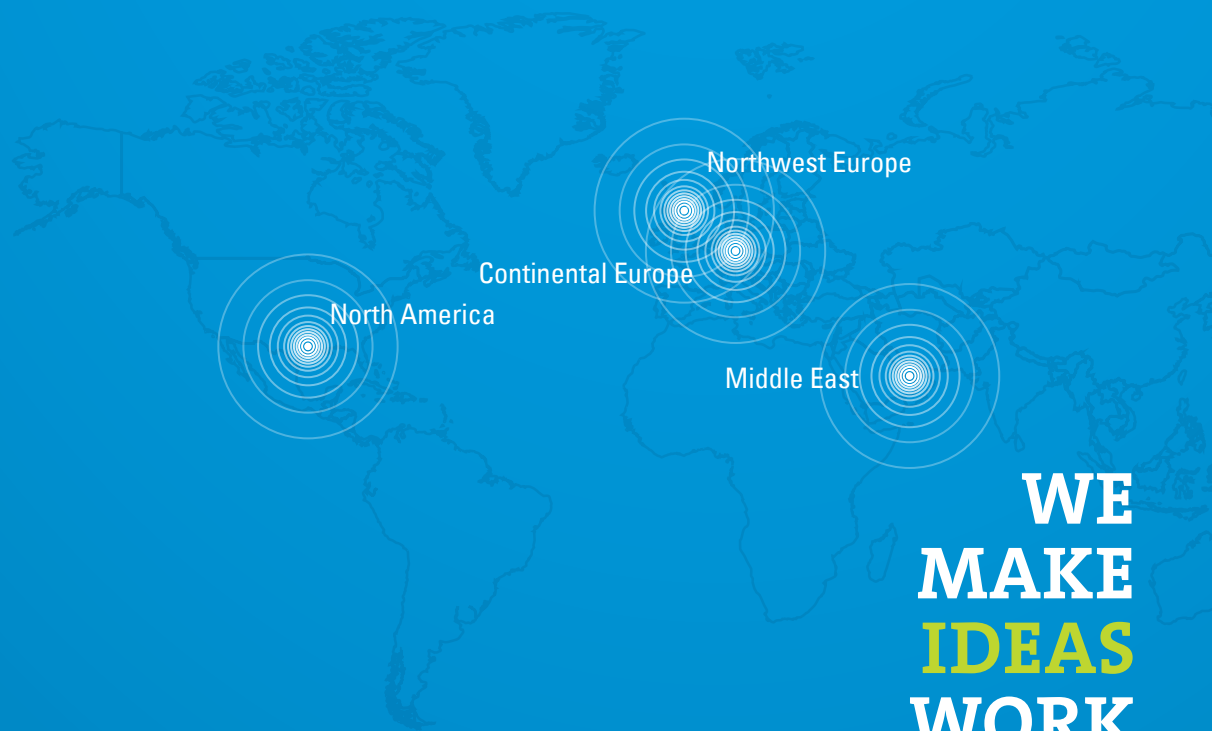 Northwest Europe
Continental Europe
North America
Middle East
WE
MAKE
IDEAS
WORK